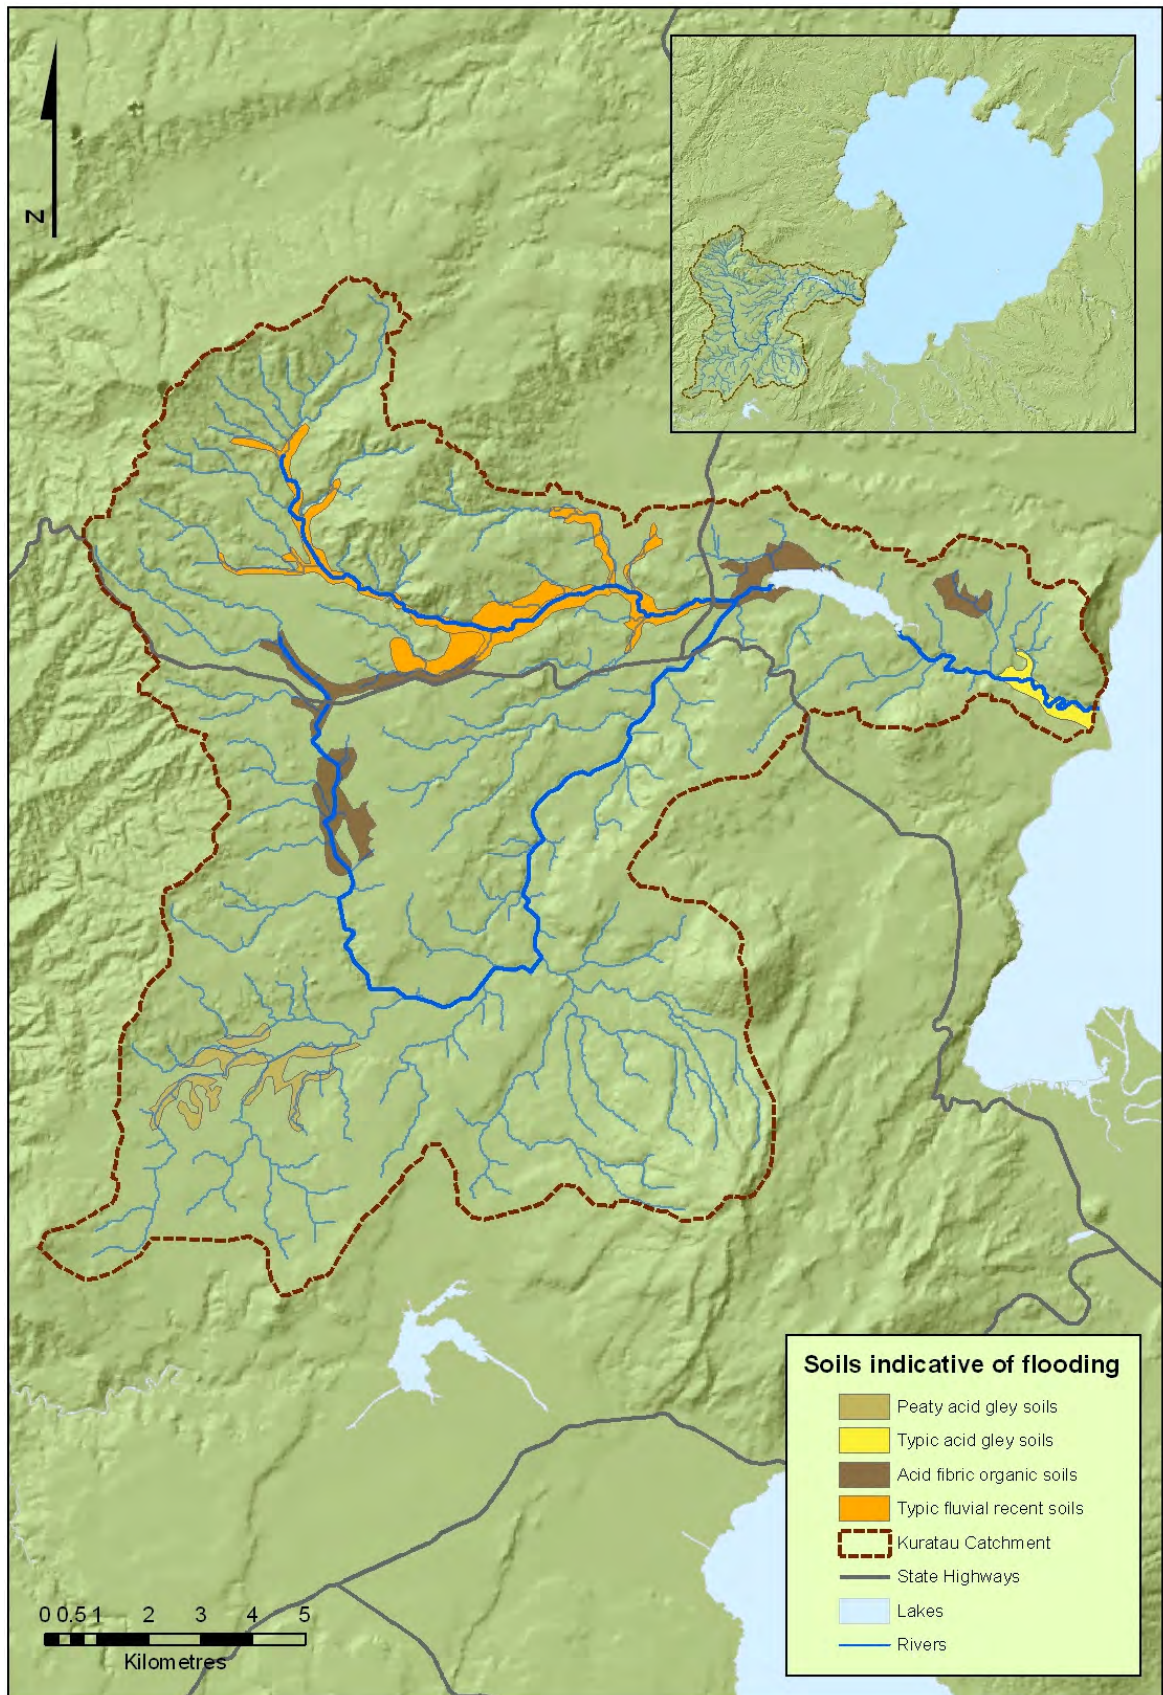 N
Soils indicative of flooding
Peaty acid gley soils
Typic acid gley soils
Acid fibric organic soils
Typic fluvial recent soils
Kuratau Catchment
State Highways
Lakes
Rivers
0 0.5 1 2 3 4 5
Kilometres